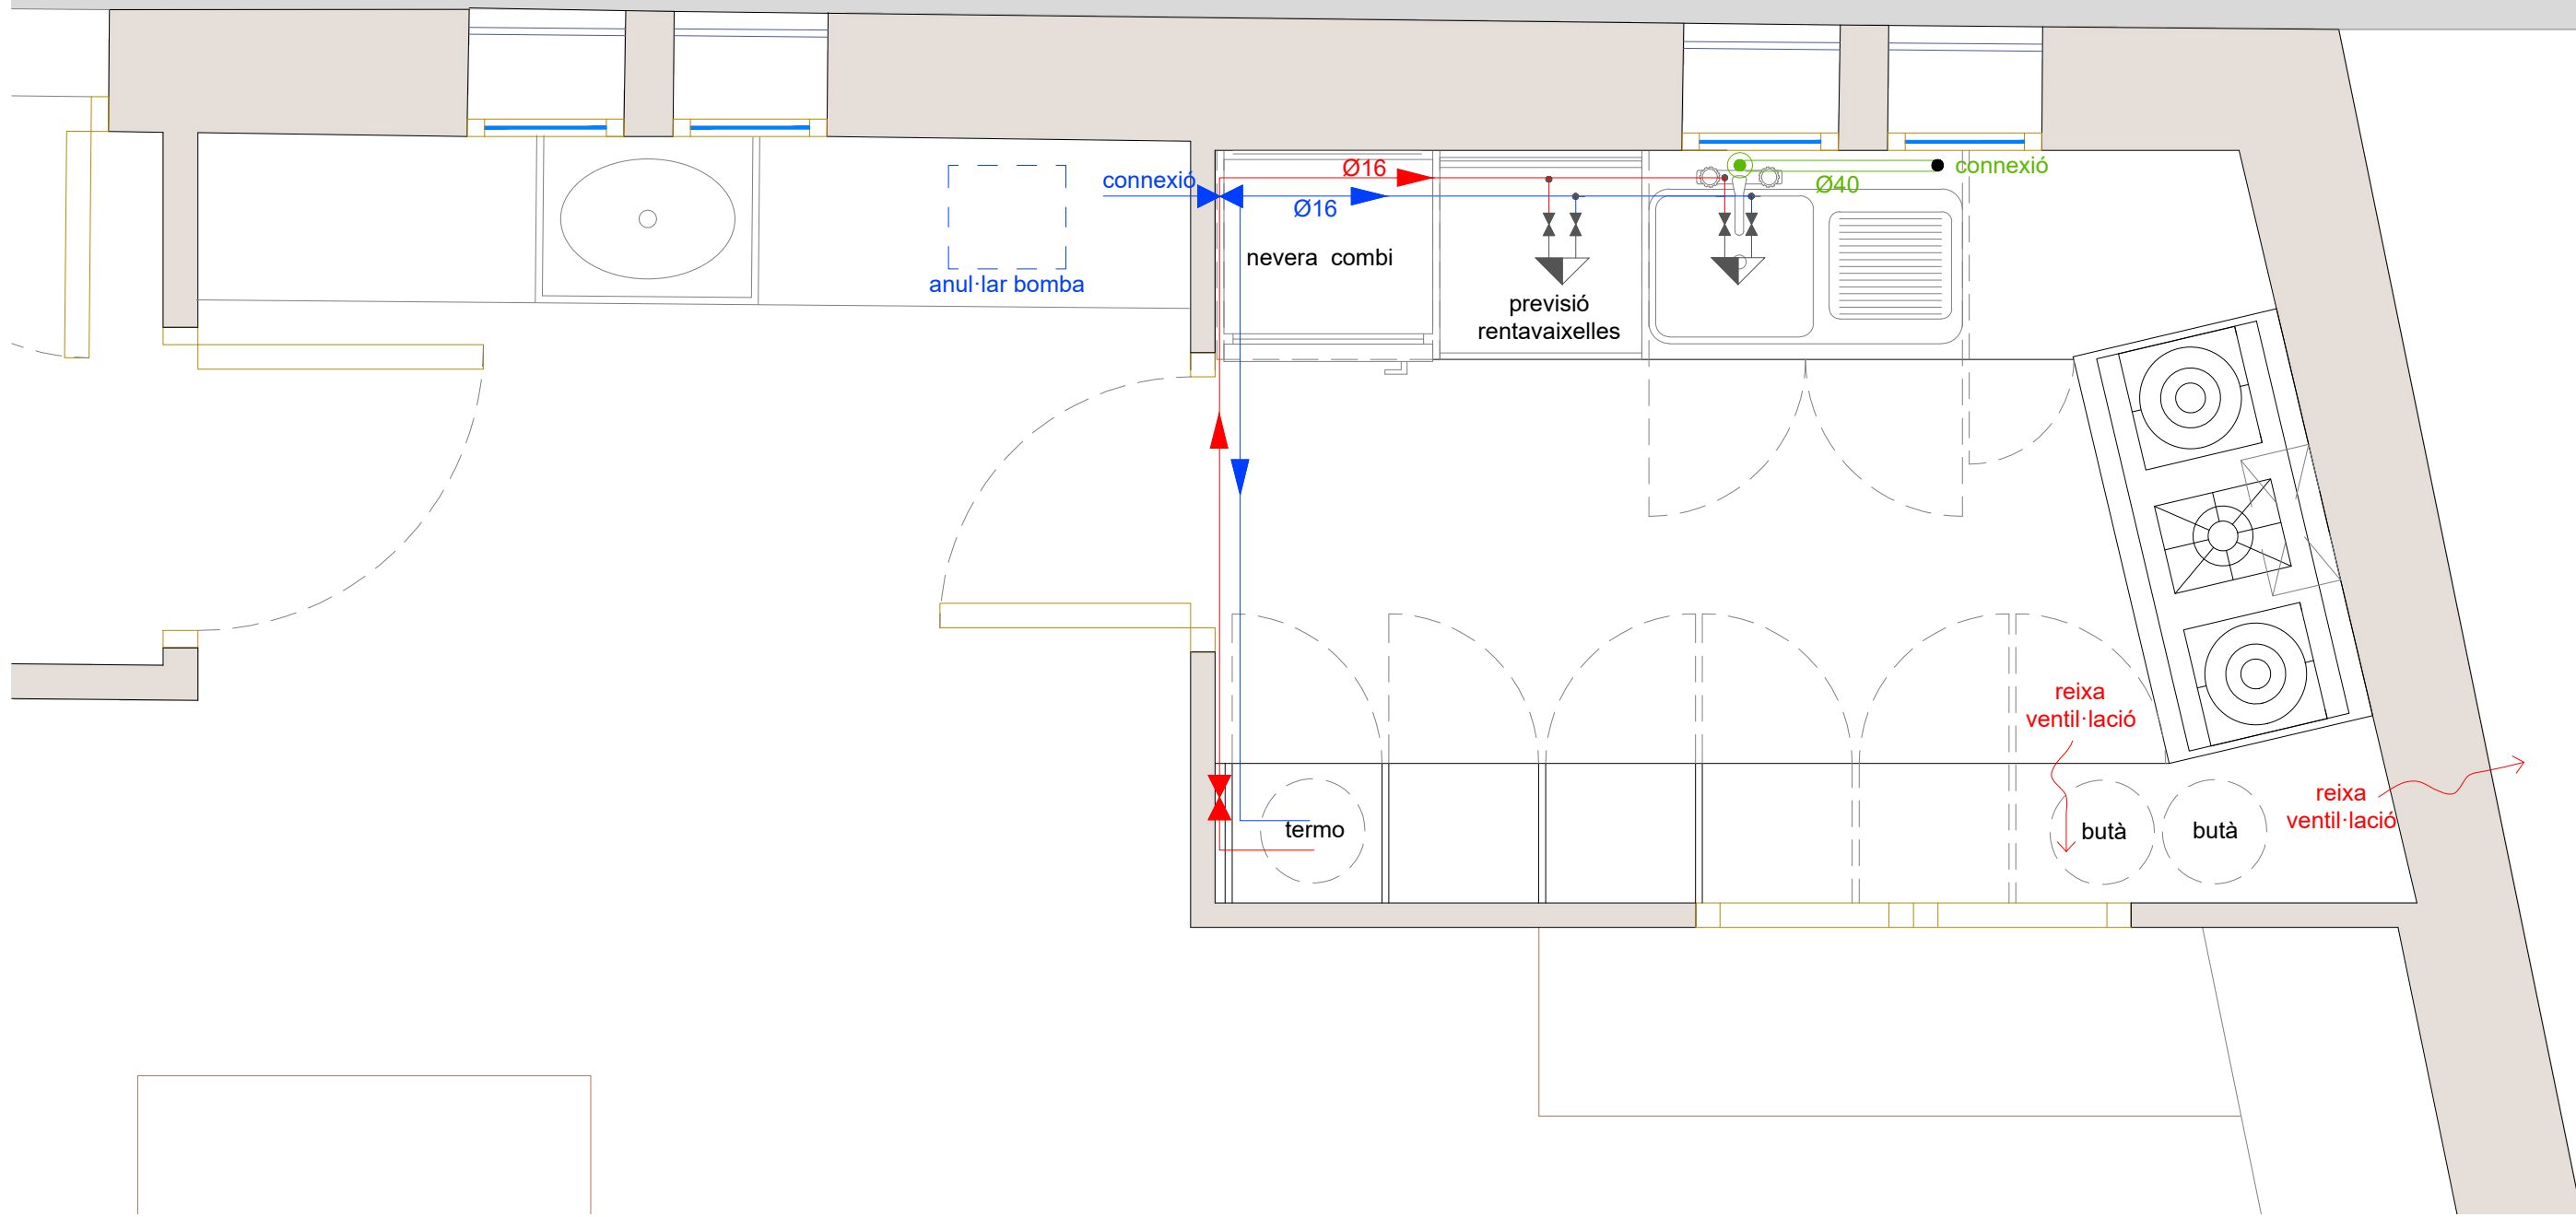 connexió
Ø16
Ø16
connexió
Ø40
nevera combi
anul·lar bomba
previsió
rentavaixelles
reixa
ventil·lació
reixa
ventil·lació
termo
butà
butà